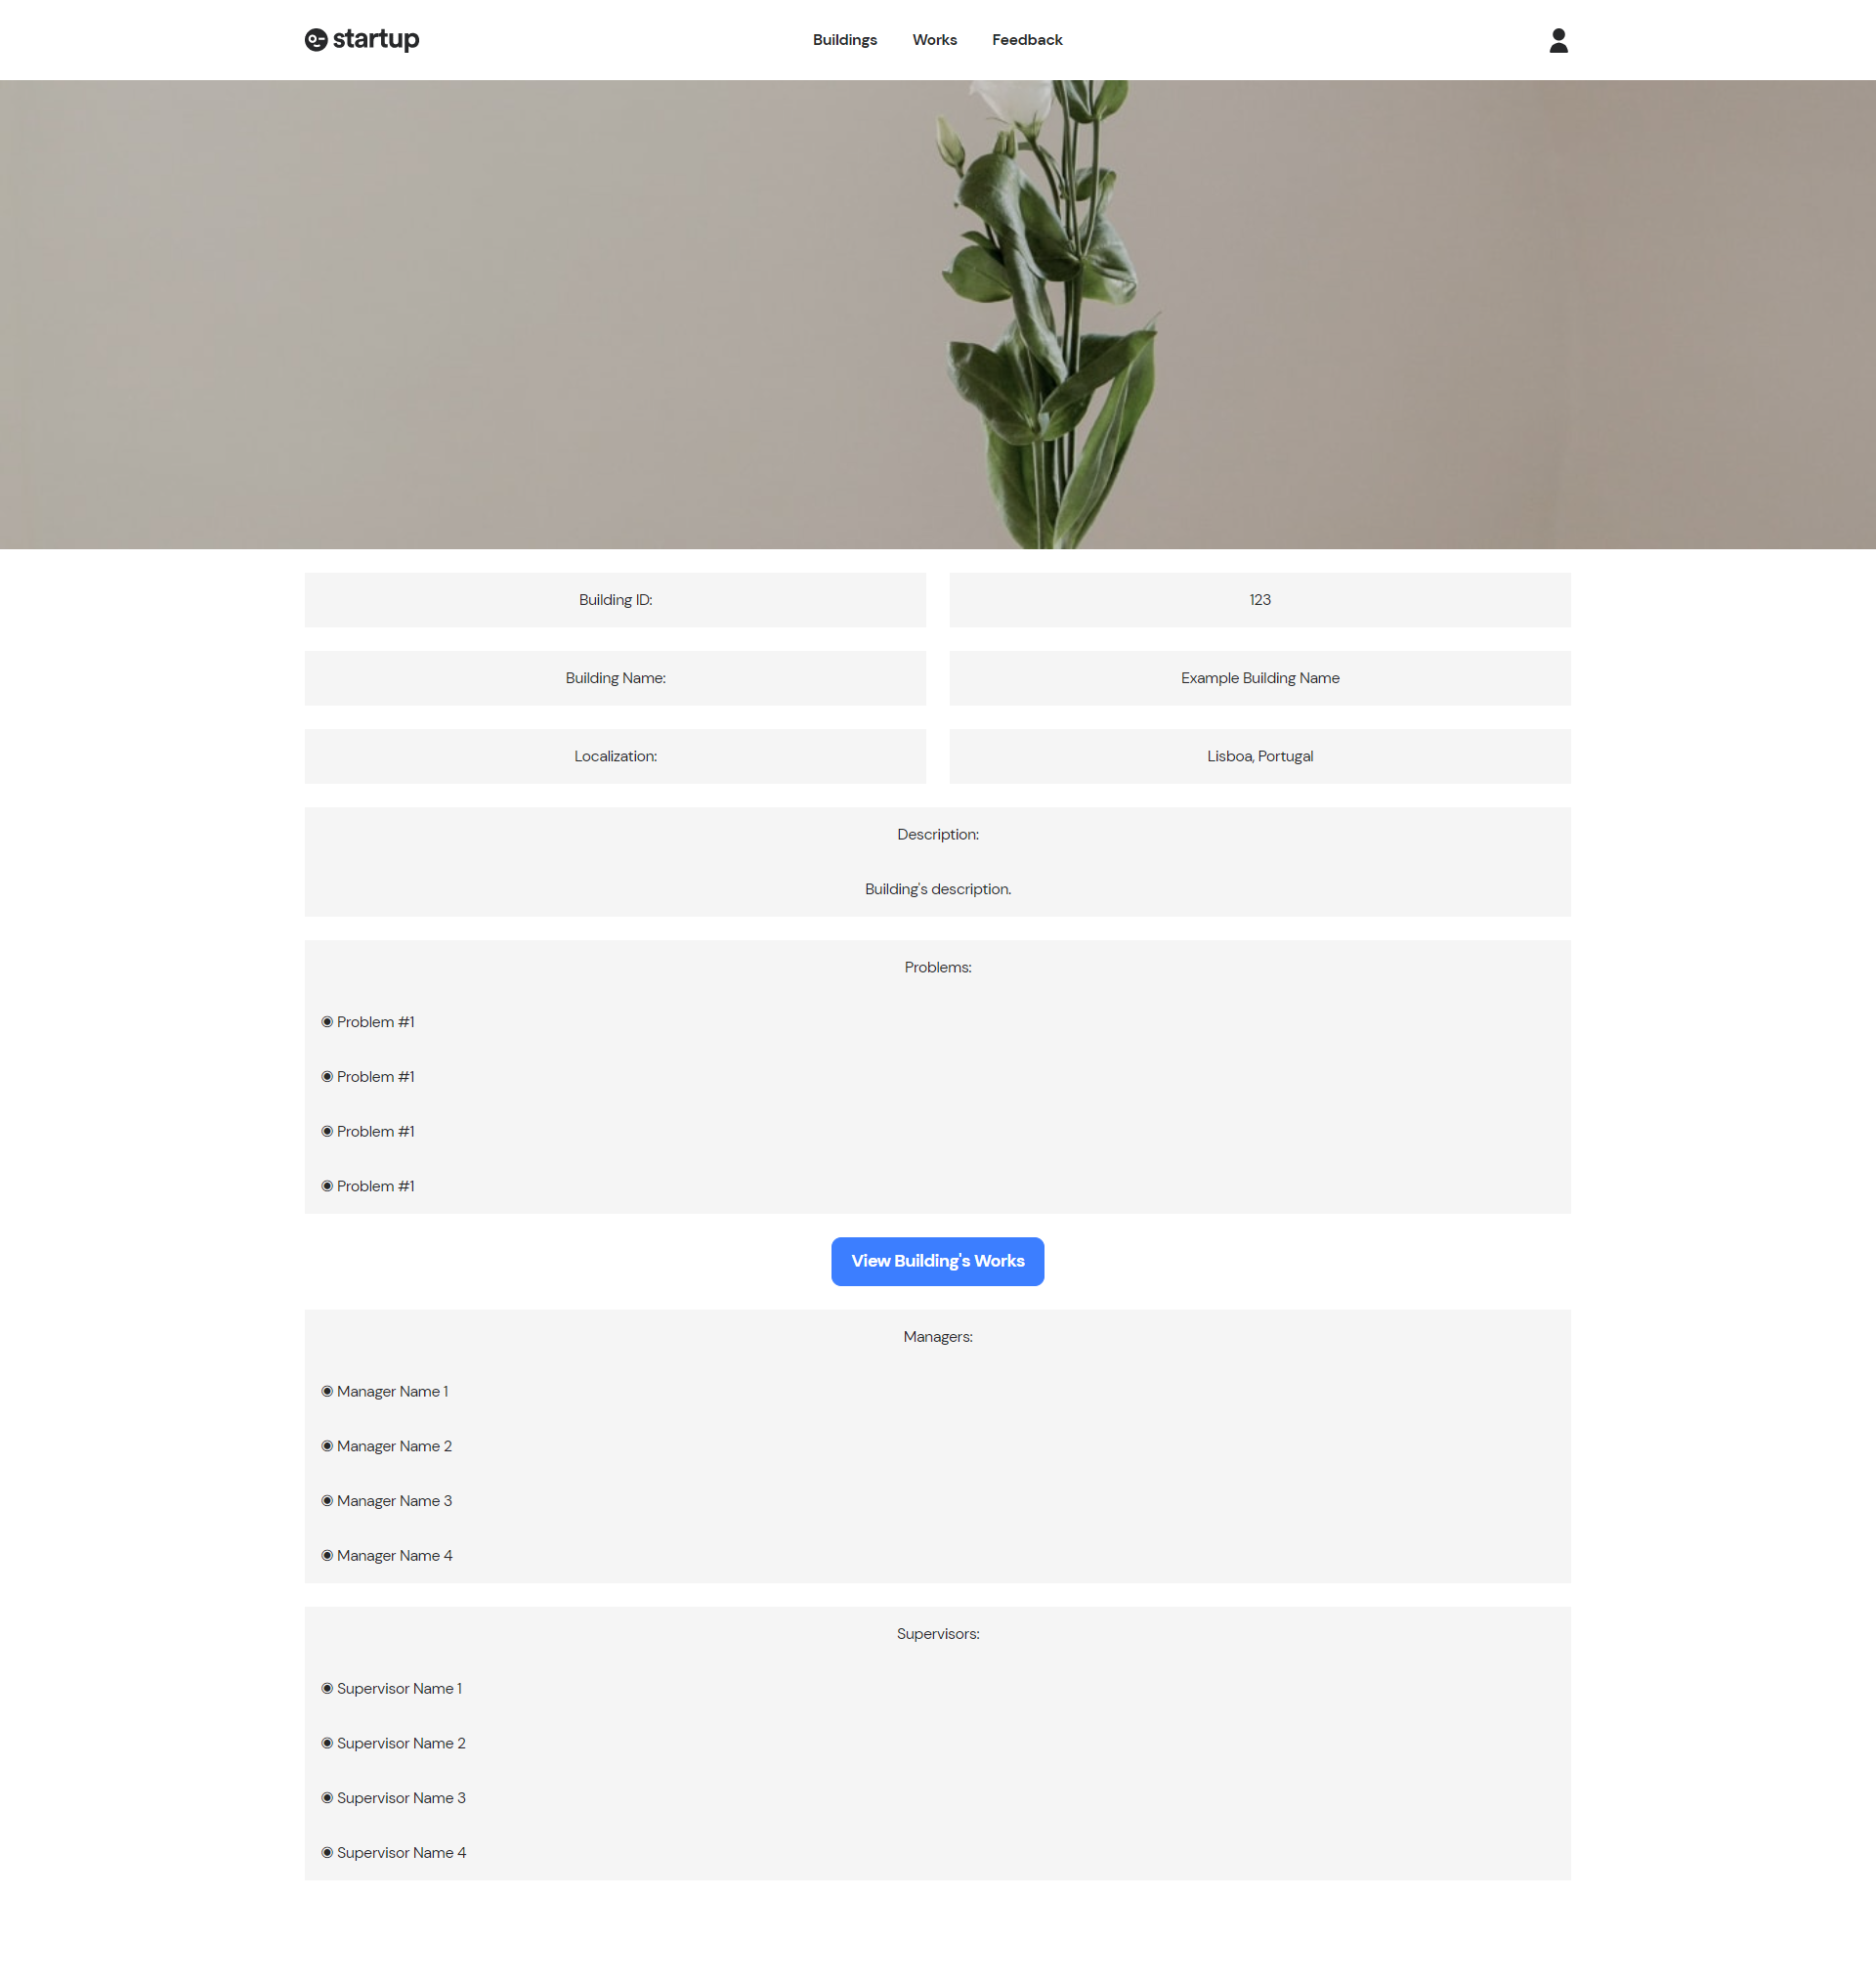 startup
Buildings Works Feedback
Building ID: 123
Building Name: Example Building Name
Localization: Lisboa, Portugal
Description:
Building's description.
Problems:
◉ Problem #1
◉ Problem #1
◉ Problem #1
◉ Problem #1
View Building's Works
Managers:
◉ Manager Name 1
◉ Manager Name 2
◉ Manager Name 3
◉ Manager Name 4
Supervisors:
◉ Supervisor Name 1
◉ Supervisor Name 2
◉ Supervisor Name 3
◉ Supervisor Name 4